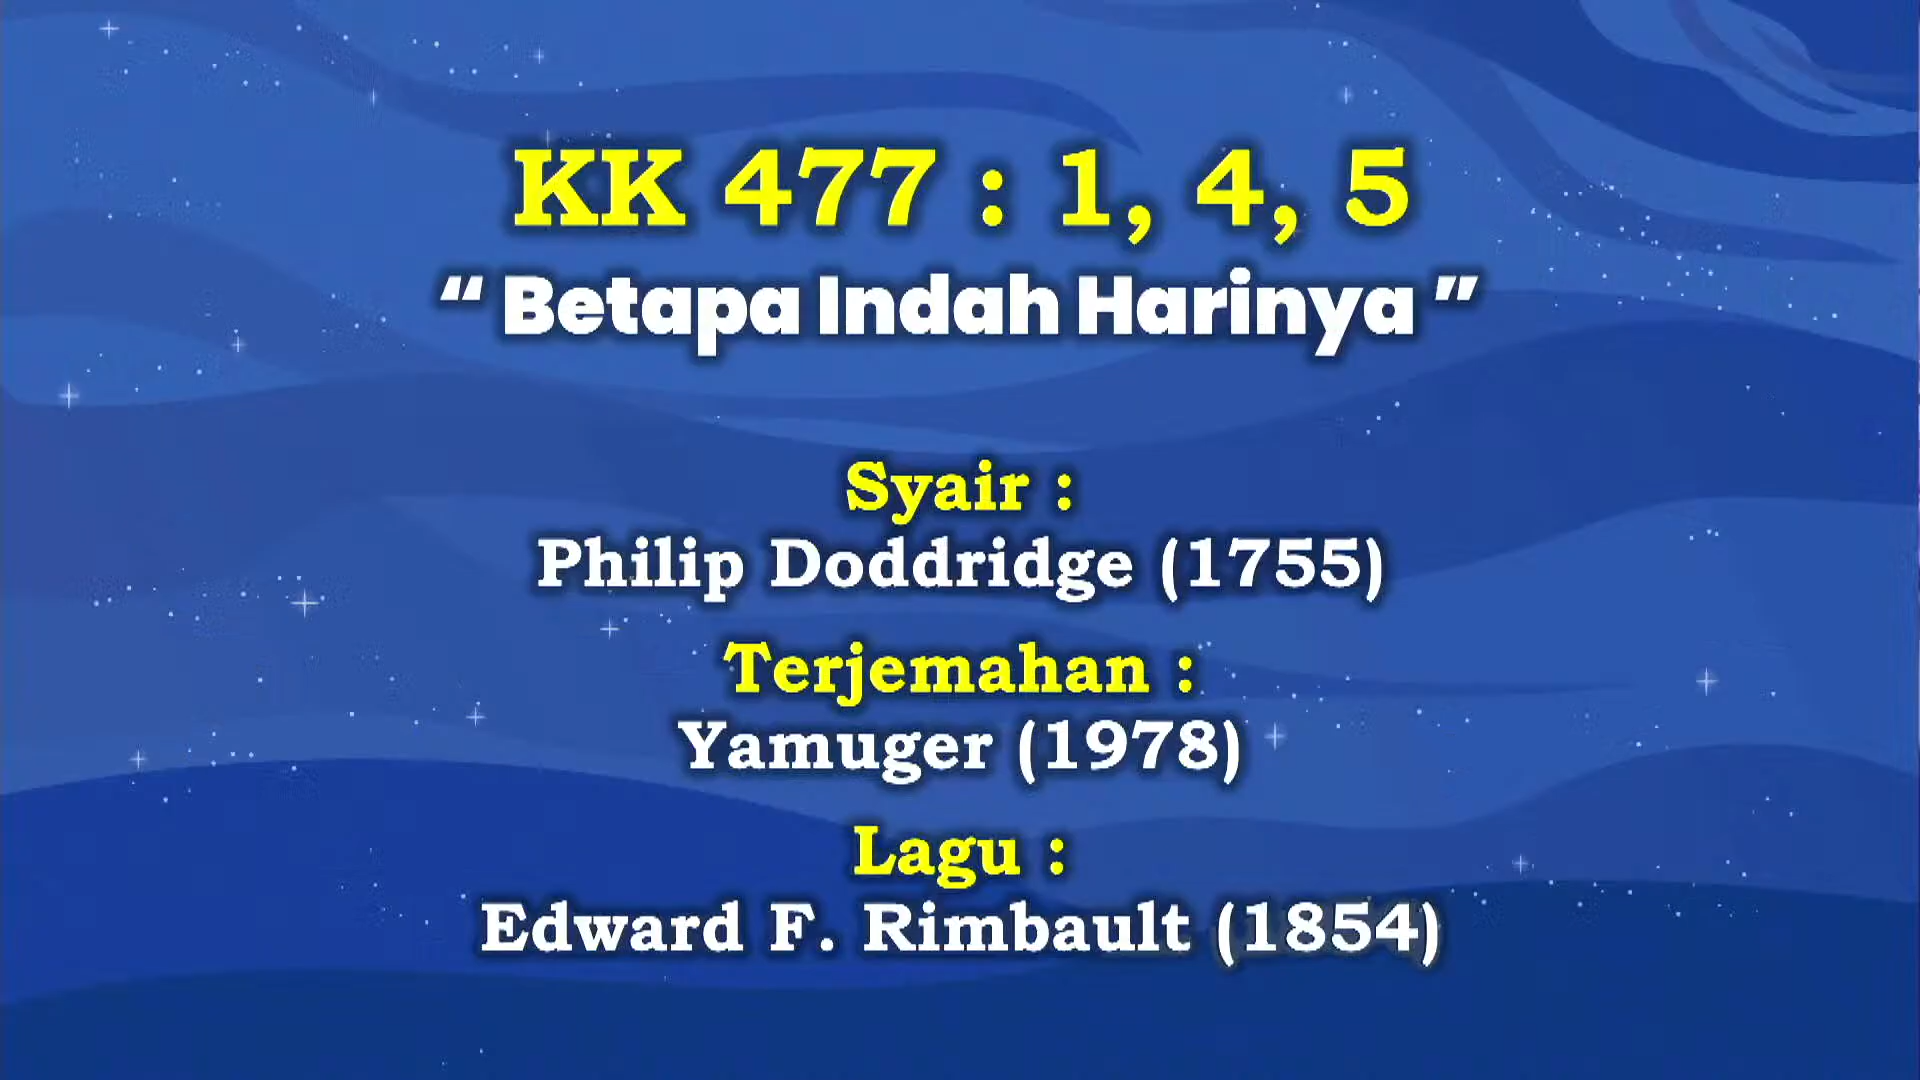 KK 477 : 1, 4, 5
“ Betapa Indah Harinya ”
Syair :
Philip Doddridge (1755)
Terjemahan :
Yamuger (1978)
Lagu :
Edward F. Rimbault (1854)